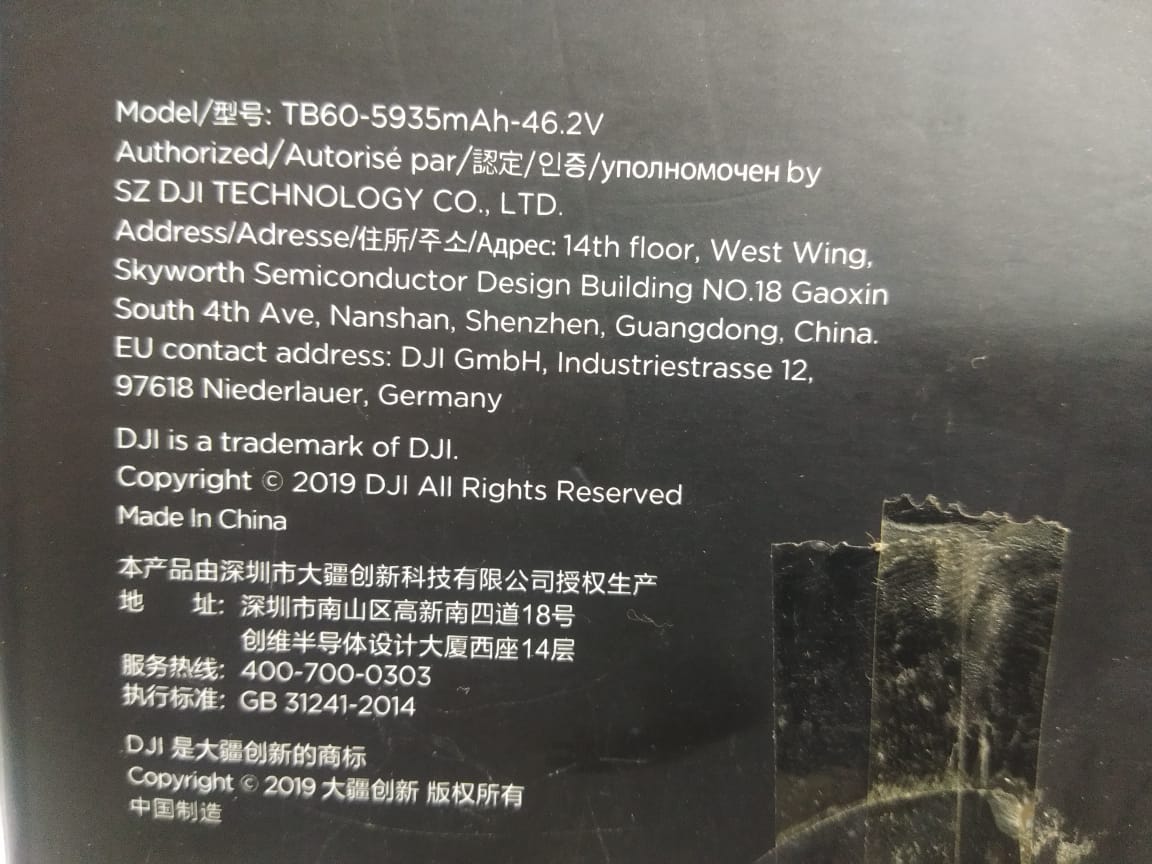 Model/型号: TB60-5935mAh-46.2V
Authorized/Autorisé par/認定/인증/уполномочен by
SZ DJI TECHNOLOGY CO., LTD.
Address/Adresse/住所/주소/Адрес: 14th floor, West Wing,
Skyworth Semiconductor Design Building NO.18 Gaoxin
South 4th Ave, Nanshan, Shenzhen, Guangdong, China.
EU contact address: DJI GmbH, Industriestrasse 12,
97618 Niederlauer, Germany
DJI is a trademark of DJI.
Copyright © 2019 DJI All Rights Reserved
Made In China
本产品由深圳市大疆创新科技有限公司授权生产
地 址: 深圳市南山区高新南四道18号
创维半导体设计大厦西座14层
服务热线: 400-700-0303
执行标准: GB 31241-2014
DJI 是大疆创新的商标
Copyright © 2019 大疆创新 版权所有
中国制造